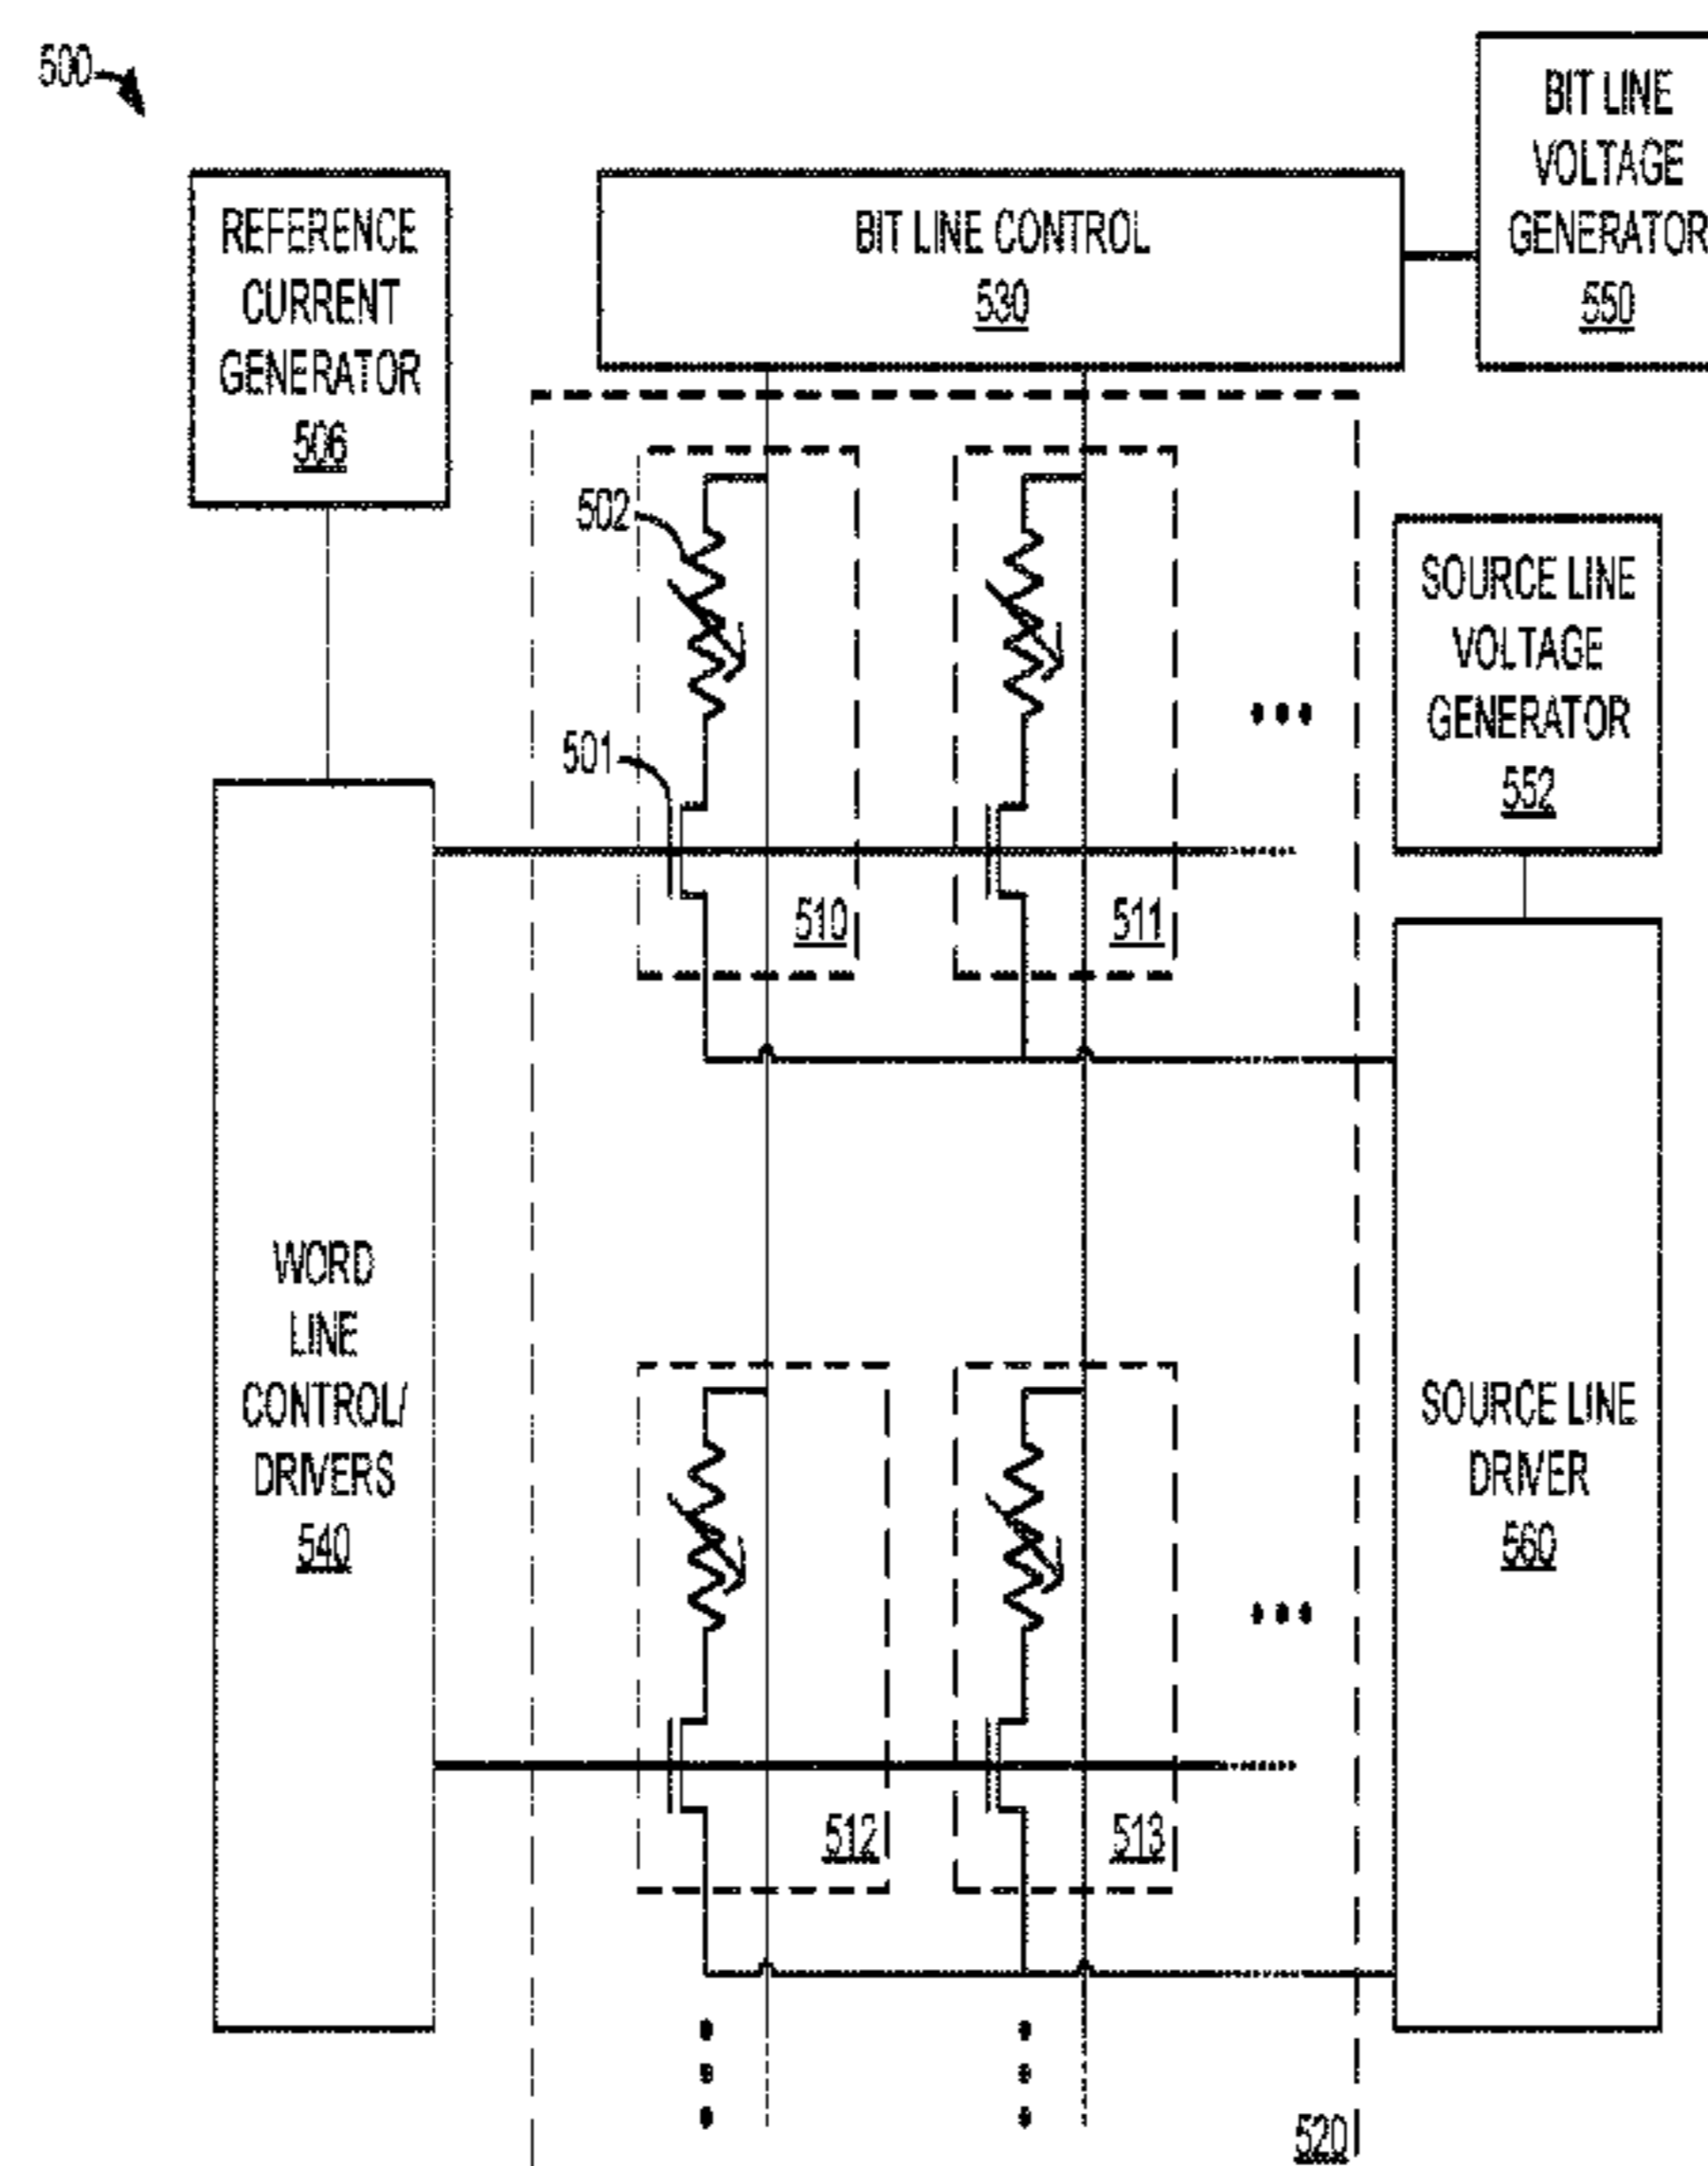 500
BIT LINE
VOLTAGE
GENERATOR
550
REFERENCE
CURRENT
GENERATOR
506
BIT LINE CONTROL
530
502
501
510
511
SOURCE LINE
VOLTAGE
GENERATOR
552
WORD
LINE
CONTROL/
DRIVERS
540
SOURCE LINE
DRIVER
560
512
513
520